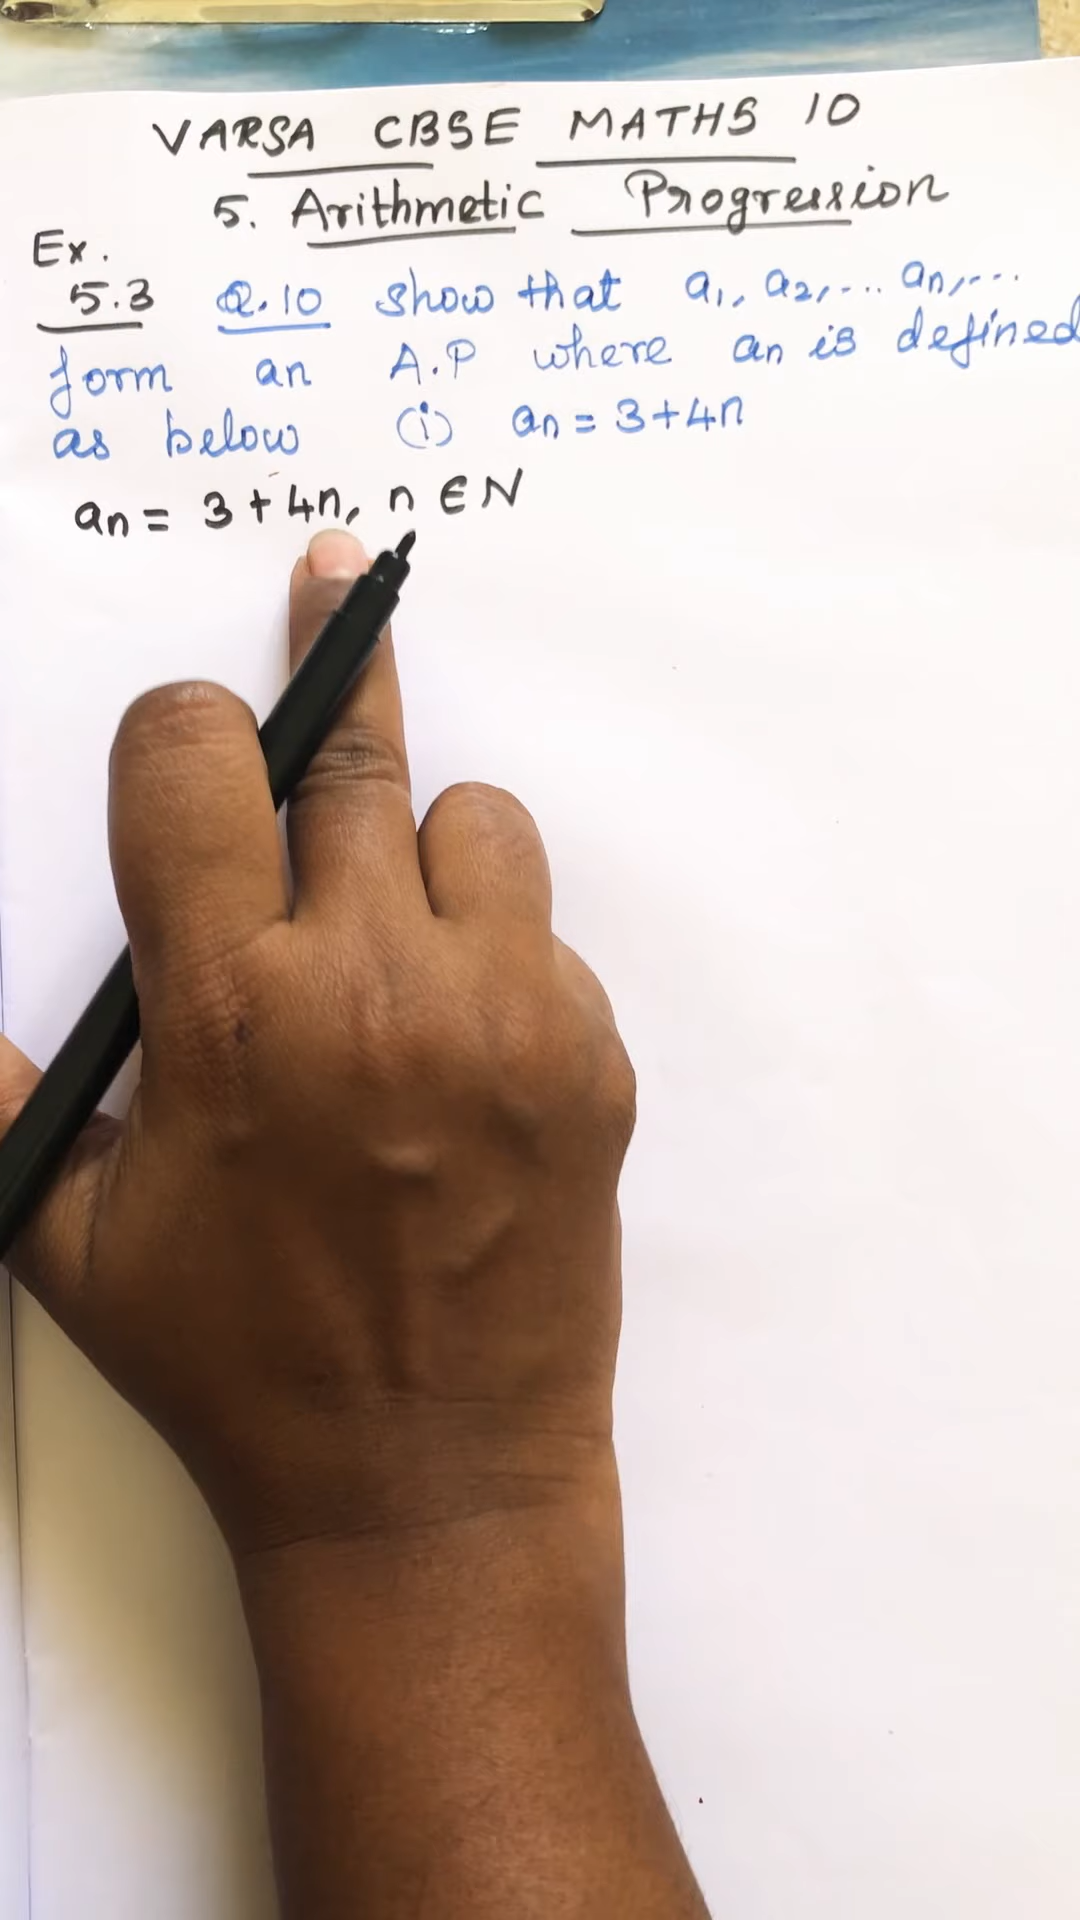 VARSA CBSE MATHS 10
5. Arithmetic Progression
Ex.
5.3 Q.10 show that a₁, a₂,... aₙ,...
form an A.P where aₙ is defined
as below (i) aₙ = 3+4n
aₙ = 3 + 4n, n ∈ N